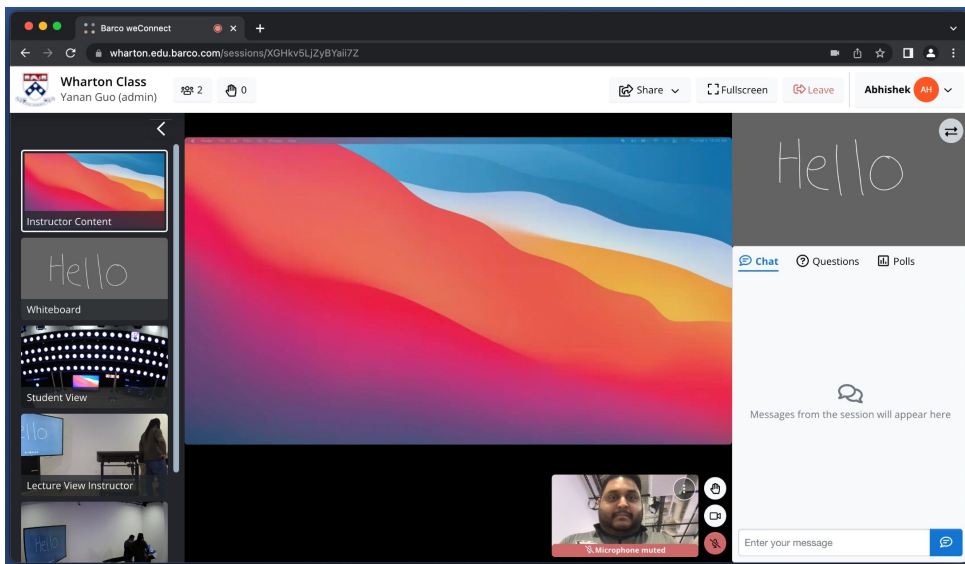 Barco weConnect
wharton.edu.barco.com/sessions/XGHkv5LjZyBYaii7Z
Wharton Class
Yanan Guo (admin)
2
0
Share
Fullscreen
Leave
Abhishek
AH
Instructor Content
Hello
Whiteboard
Student View
Hello
Lecture View Instructor
Hello
Microphone muted
Hello
Chat
Questions
Polls
Messages from the session will appear here
Enter your message